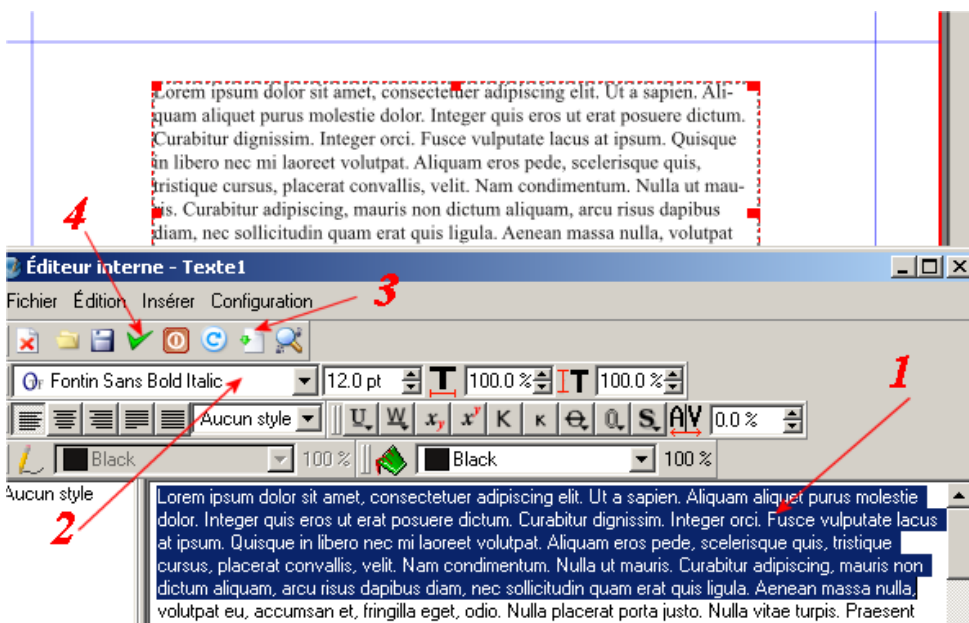 Lorem ipsum dolor sit amet, consectetuer adipiscing elit. Ut a sapien. Ali-
quam aliquet purus molestie dolor. Integer quis eros ut erat posuere dictum.
Curabitur dignissim. Integer orci. Fusce vulputate lacus at ipsum. Quisque
in libero nec mi laoreet volutpat. Aliquam eros pede, scelerisque quis,
tristique cursus, placerat convallis, velit. Nam condimentum. Nulla ut mau-
ris. Curabitur adipiscing, mauris non dictum aliquam, arcu risus dapibus
diam, nec sollicitudin quam erat quis ligula. Aenean massa nulla, volutpat
4
Éditeur interne - Texte1
Fichier Édition Insérer Configuration
3
Fontin Sans Bold Italic 12.0 pt T 100.0 % T 100.0 %
1
Aucun style U W x, xʸ K K O O S A|V 0.0 %
Black 100 % Black 100 %
Aucun style
2
Lorem ipsum dolor sit amet, consectetuer adipiscing elit. Ut a sapien. Aliquam aliquet purus molestie
dolor. Integer quis eros ut erat posuere dictum. Curabitur dignissim. Integer orci. Fusce vulputate lacus
at ipsum. Quisque in libero nec mi laoreet volutpat. Aliquam eros pede, scelerisque quis, tristique
cursus, placerat convallis, velit. Nam condimentum. Nulla ut mauris. Curabitur adipiscing, mauris non
dictum aliquam, arcu risus dapibus diam, nec sollicitudin quam erat quis ligula. Aenean massa nulla,
volutpat eu, accumsan et, fringilla eget, odio. Nulla placerat porta justo. Nulla vitae turpis. Praesent